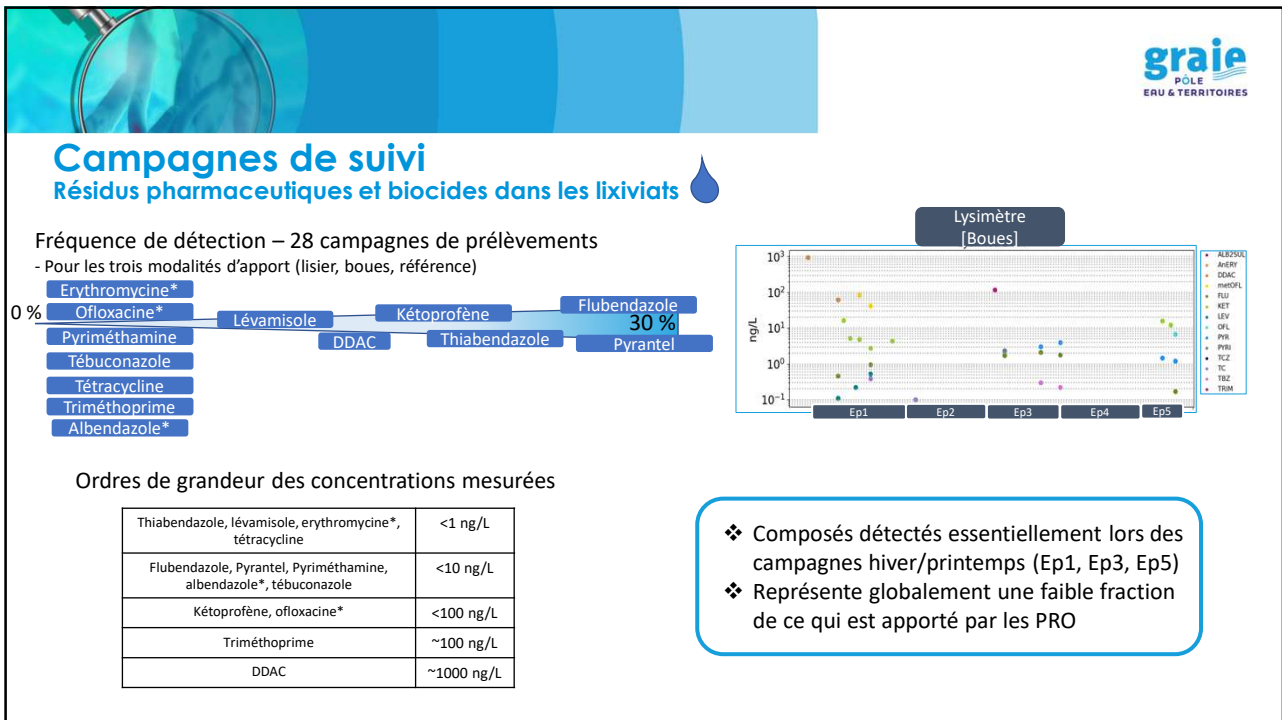 graie
PÔLE
EAU & TERRITOIRES
Campagnes de suivi
Résidus pharmaceutiques et biocides dans les lixiviats
Fréquence de détection – 28 campagnes de prélèvements
- Pour les trois modalités d'apport (lisier, boues, référence)
0 %
Erythromycine*
Ofloxacine*
Pyriméthamine
Tébuconazole
Tétracycline
Triméthoprime
Albendazole*
Lévamisole
DDAC
Kétoprofène
Thiabendazole
Flubendazole
30 %
Pyrantel
Lysimètre
[Boues]
ng/L
10³
10²
10¹
10⁰
10⁻¹
Ep1
Ep2
Ep3
Ep4
Ep5
ALB2SUL
AnERY
DDAC
metOFL
FLU
KET
LEV
OFL
PYR
PYRI
TCZ
TC
TBZ
TRIM
Ordres de grandeur des concentrations mesurées
Thiabendazole, lévamisole, erythromycine*,
tétracycline
<1 ng/L
Flubendazole, Pyrantel, Pyriméthamine,
albendazole*, tébuconazole
<10 ng/L
Kétoprofène, ofloxacine*
<100 ng/L
Triméthoprime
~100 ng/L
DDAC
~1000 ng/L
❖ Composés détectés essentiellement lors des
campagnes hiver/printemps (Ep1, Ep3, Ep5)
❖ Représente globalement une faible fraction
de ce qui est apporté par les PRO